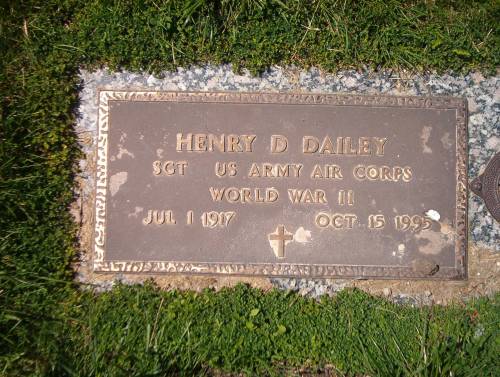 HENRY D DAILEY
SGT US ARMY AIR CORPS
WORLD WAR II
JUL 1 1917 OCT 15 1995